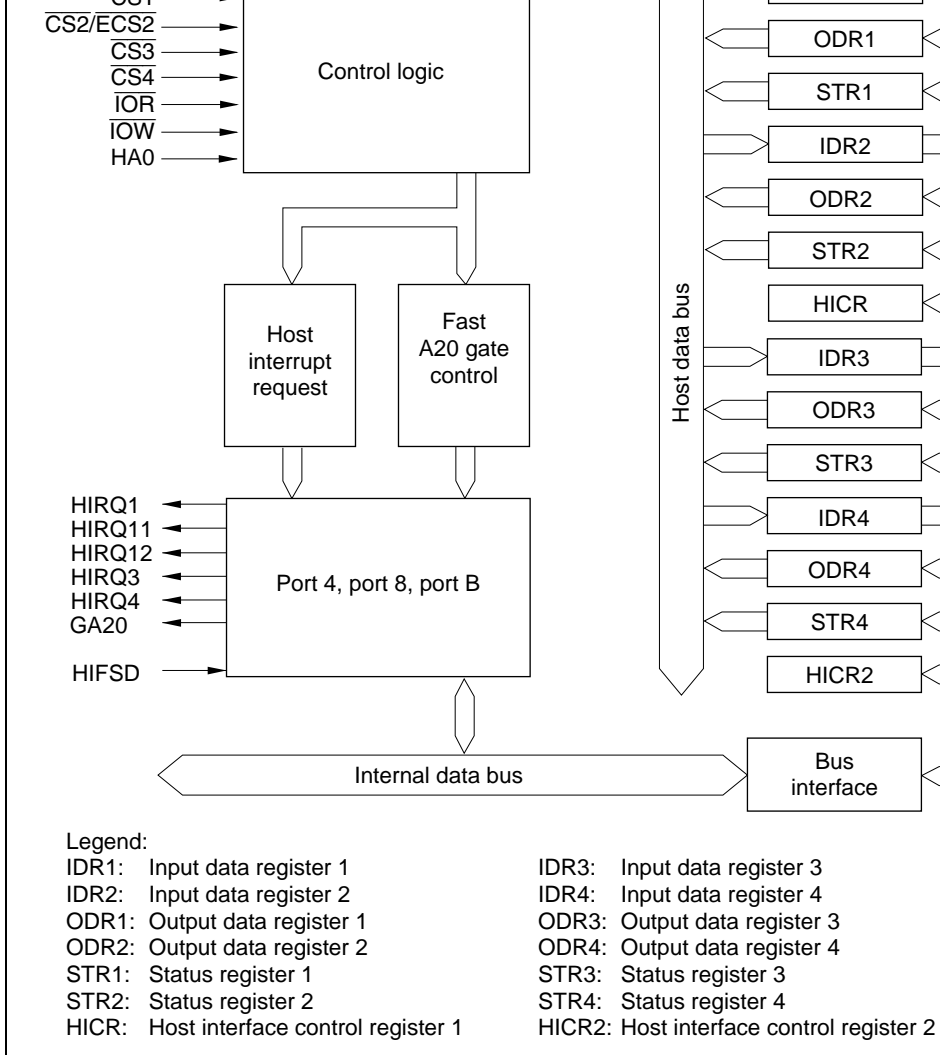 CS2/ECS2
CS3
CS4
IOR
IOW
HA0
Control logic
ODR1
STR1
IDR2
ODR2
STR2
HICR
IDR3
ODR3
STR3
IDR4
ODR4
STR4
HICR2
Host data bus
Host
interrupt
request
Fast
A20 gate
control
HIRQ1
HIRQ11
HIRQ12
HIRQ3
HIRQ4
GA20
HIFSD
Port 4, port 8, port B
Internal data bus
Bus
interface
Legend:
IDR1: Input data register 1
IDR2: Input data register 2
ODR1: Output data register 1
ODR2: Output data register 2
STR1: Status register 1
STR2: Status register 2
HICR: Host interface control register 1
IDR3: Input data register 3
IDR4: Input data register 4
ODR3: Output data register 3
ODR4: Output data register 4
STR3: Status register 3
STR4: Status register 4
HICR2: Host interface control register 2